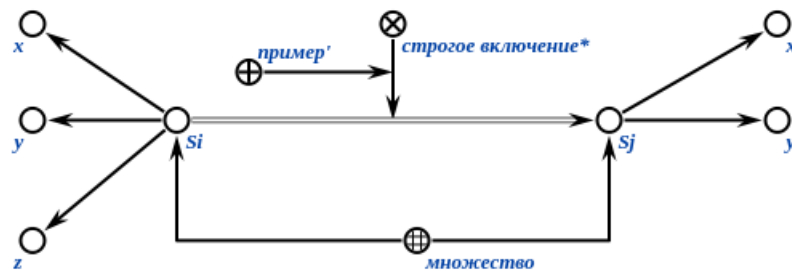 x
пример'
строгое включение*
x
y
Si
Sj
y
z
множество